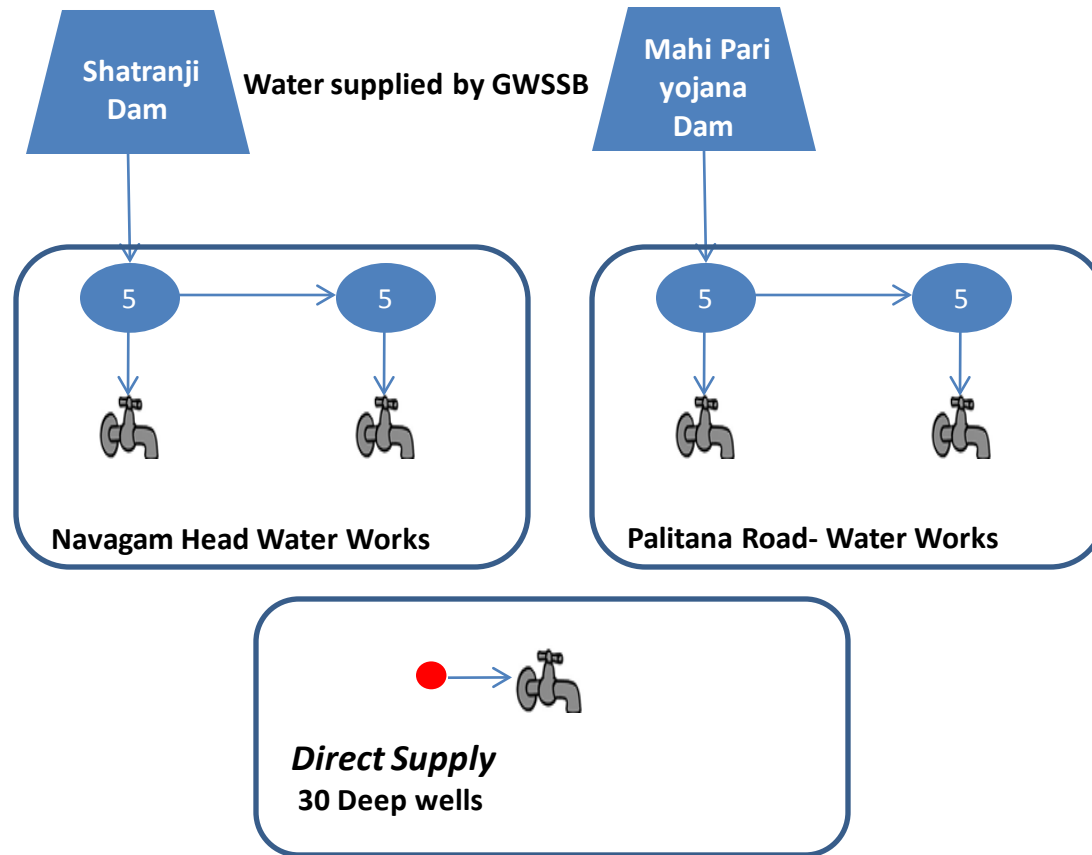 Shatranji
Dam
Water supplied by GWSSB
Mahi Pari
yojana
Dam
5
5
5
5
Navagam Head Water Works
Palitana Road- Water Works
Direct Supply
30 Deep wells